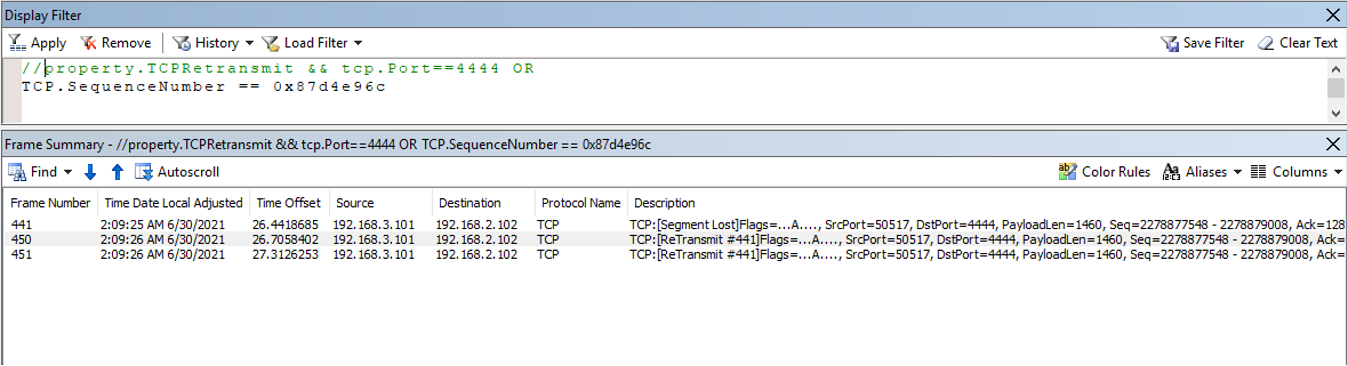 Display Filter
Apply Remove History Load Filter Save Filter Clear Text
//property.TCPRetransmit && tcp.Port==4444 OR
TCP.SequenceNumber == 0x87d4e96c
Frame Summary - //property.TCPRetransmit && tcp.Port==4444 OR TCP.SequenceNumber == 0x87d4e96c
Find Autoscroll Color Rules Aliases Columns
Frame Number Time Date Local Adjusted Time Offset Source Destination Protocol Name Description
441 2:09:25 AM 6/30/2021 26.4418685 192.168.3.101 192.168.2.102 TCP TCP:[Segment Lost]Flags=...A...., SrcPort=50517, DstPort=4444, PayloadLen=1460, Seq=2278877548 - 2278879008, Ack=128
450 2:09:26 AM 6/30/2021 26.7058402 192.168.3.101 192.168.2.102 TCP TCP:[ReTransmit #441]Flags=...A...., SrcPort=50517, DstPort=4444, PayloadLen=1460, Seq=2278877548 - 2278879008, Ack=
451 2:09:26 AM 6/30/2021 27.3126253 192.168.3.101 192.168.2.102 TCP TCP:[ReTransmit #441]Flags=...A...., SrcPort=50517, DstPort=4444, PayloadLen=1460, Seq=2278877548 - 2278879008, Ack=